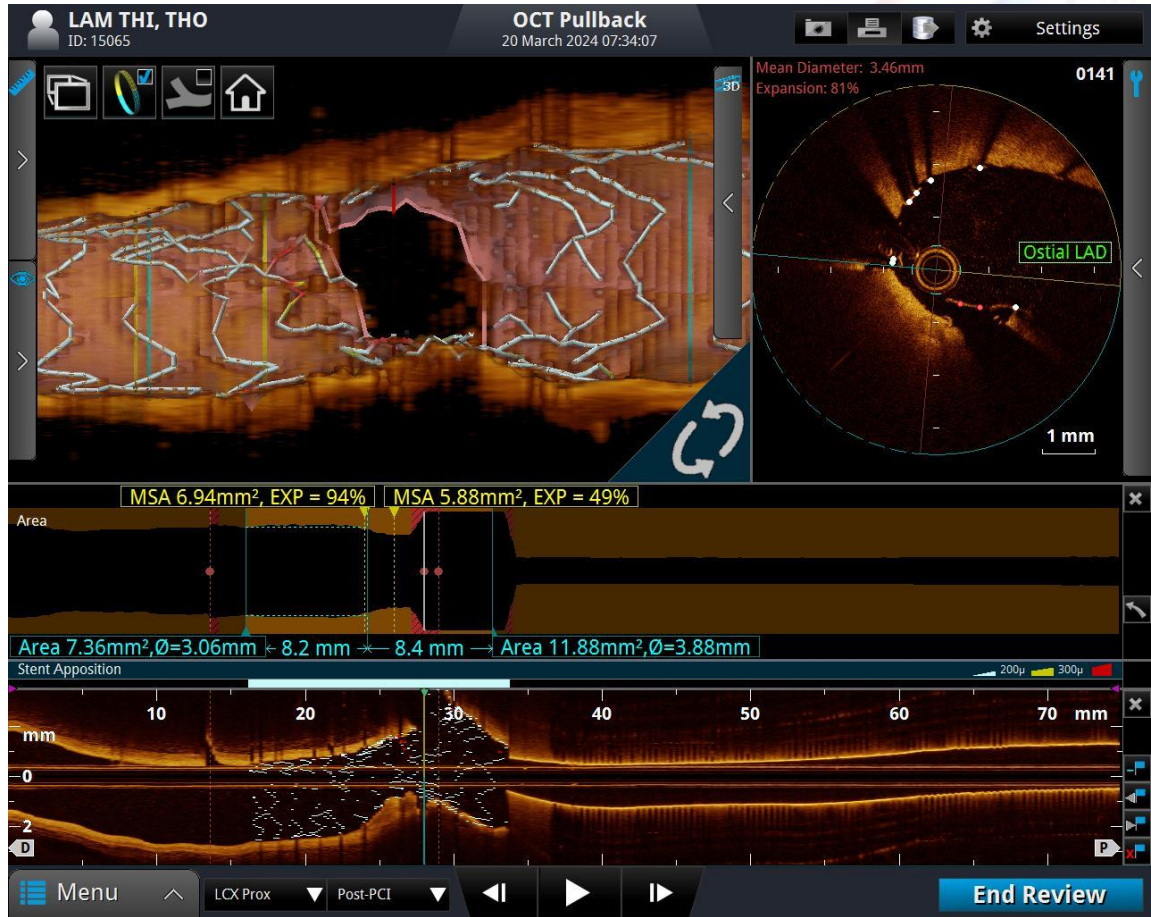 LAM THI, THO
ID: 15065
OCT Pullback
20 March 2024 07:34:07
Settings
3D
Mean Diameter: 3.46mm
Expansion: 81%
0141
Ostial LAD
1 mm
MSA 6.94mm², EXP = 94%
MSA 5.88mm², EXP = 49%
Area
Area 7.36mm²,Ø=3.06mm
8.2 mm
8.4 mm
Area 11.88mm²,Ø=3.88mm
Stent Apposition
200µ
300µ
10 20 30 40 50 60 70 mm
mm
0
2
D
P
Menu
LCX Prox
Post-PCI
End Review